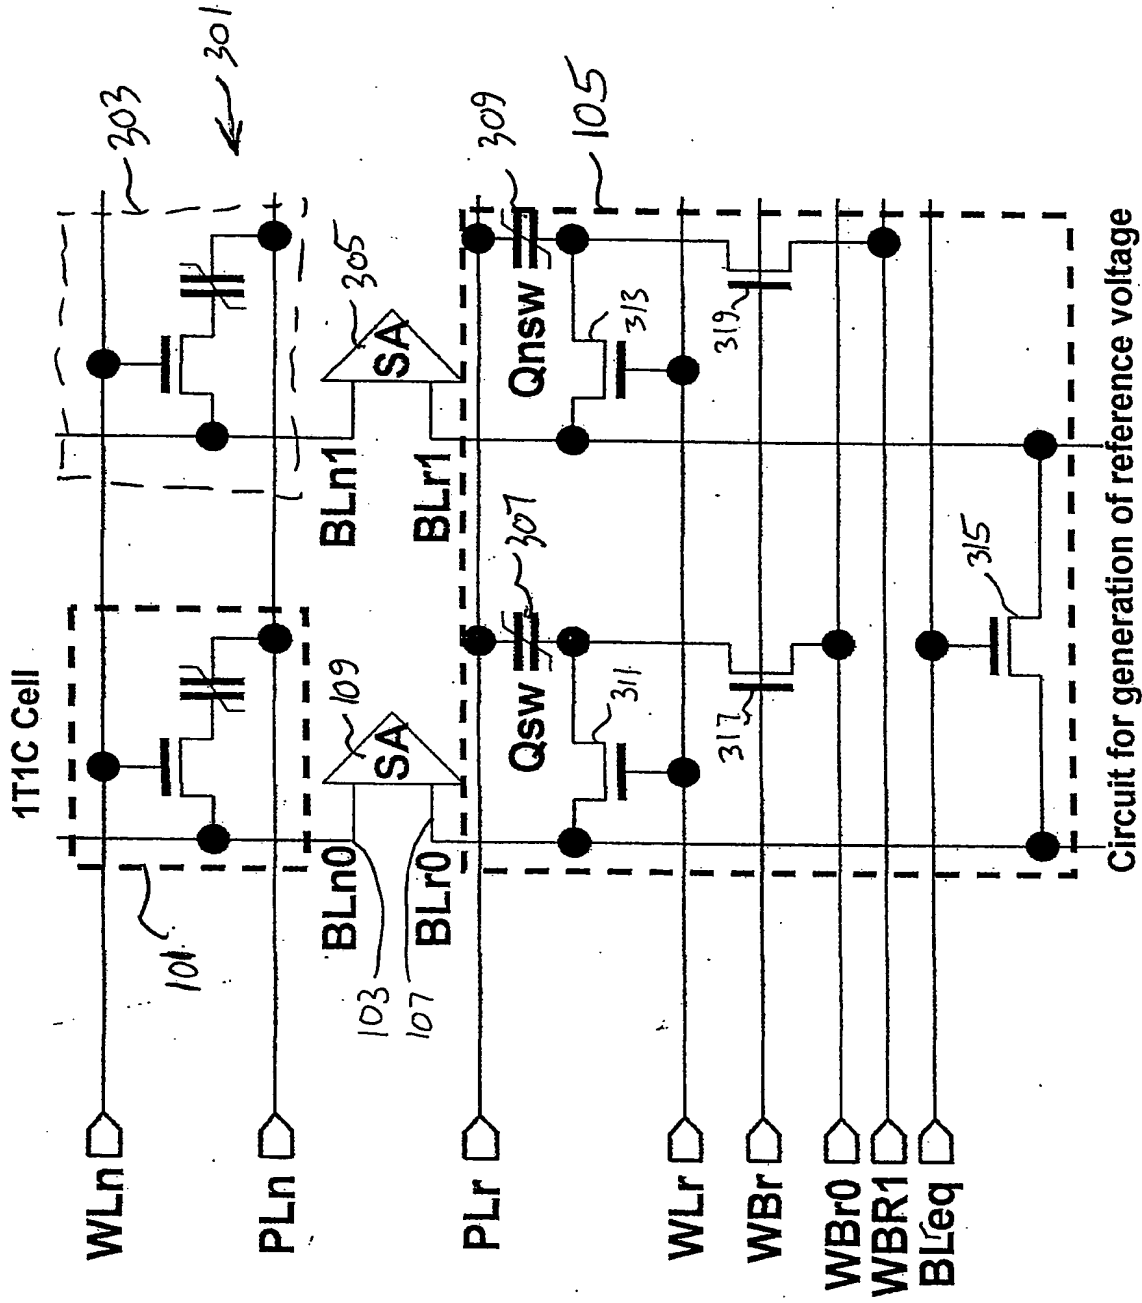 301
303
309
105
1T1C Cell
101
305
SA
109
SA
BLn1
BLr1
BLn0
BLr0
103
107
Qnsw
313
319
307
Qsw
311
317
315
WLn
PLn
PLr
WLr
WBr
WBr0
WBR1
BLreq
Circuit for generation of reference voltage